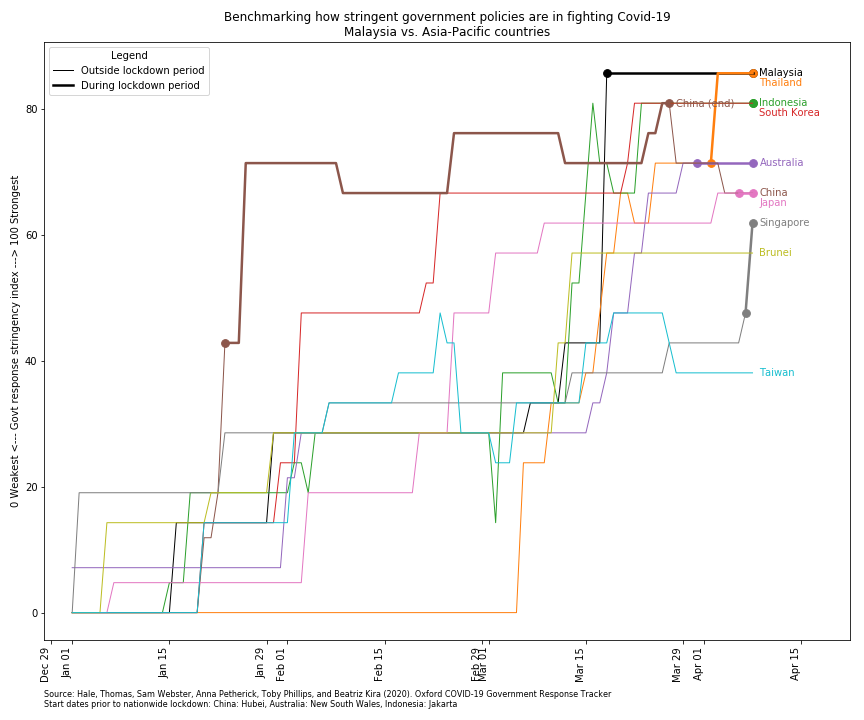 Benchmarking how stringent government policies are in fighting Covid-19
Malaysia vs. Asia-Pacific countries
Legend
Outside lockdown period
During lockdown period
0 Weakest <--- Govt response stringency index ---> 100 Strongest
80
60
40
20
0
Malaysia
Thailand
China (end)
Indonesia
South Korea
Australia
China
Japan
Singapore
Brunei
Taiwan
Dec 29
Jan 01
Jan 15
Jan 29
Feb 01
Feb 15
Feb 29
Mar 01
Mar 15
Mar 29
Apr 01
Apr 15
Source: Hale, Thomas, Sam Webster, Anna Petherick, Toby Phillips, and Beatriz Kira (2020). Oxford COVID-19 Government Response Tracker
Start dates prior to nationwide lockdown: China: Hubei, Australia: New South Wales, Indonesia: Jakarta